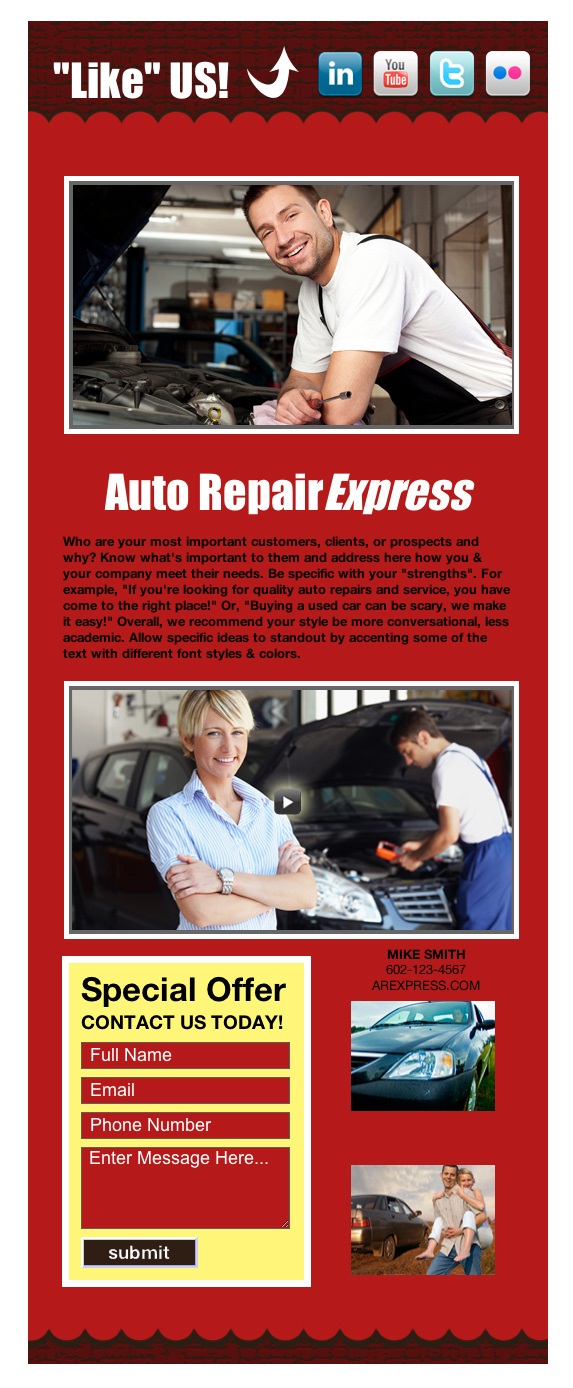 "Like" US!
in
You
Tube
Auto Repair Express
Who are your most important customers, clients, or prospects and
why? Know what's important to them and address here how you &
your company meet their needs. Be specific with your "strengths". For
example, "If you're looking for quality auto repairs and service, you have
come to the right place!" Or, "Buying a used car can be scary, we make
it easy!" Overall, we recommend your style be more conversational, less
academic. Allow specific ideas to standout by accenting some of the
text with different font styles & colors.
MIKE SMITH
602-123-4567
AREXPRESS.COM
Special Offer
CONTACT US TODAY!
Full Name
Email
Phone Number
Enter Message Here...
submit